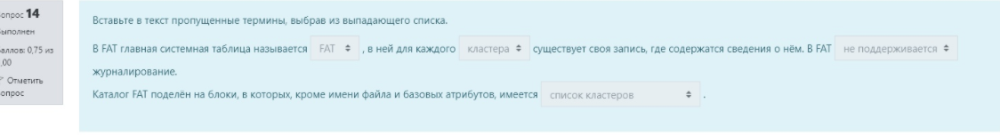 опрос 14
Выполнен
Баллов: 0,75 из
,00
Отметить
опрос
Вставьте в текст пропущенные термины, выбрав из выпадающего списка.
В FAT главная системная таблица называется FAT , в ней для каждого кластера существует своя запись, где содержатся сведения о нём. В FAT не поддерживается
журналирование.
Каталог FAT поделён на блоки, в которых, кроме имени файла и базовых атрибутов, имеется список кластеров .